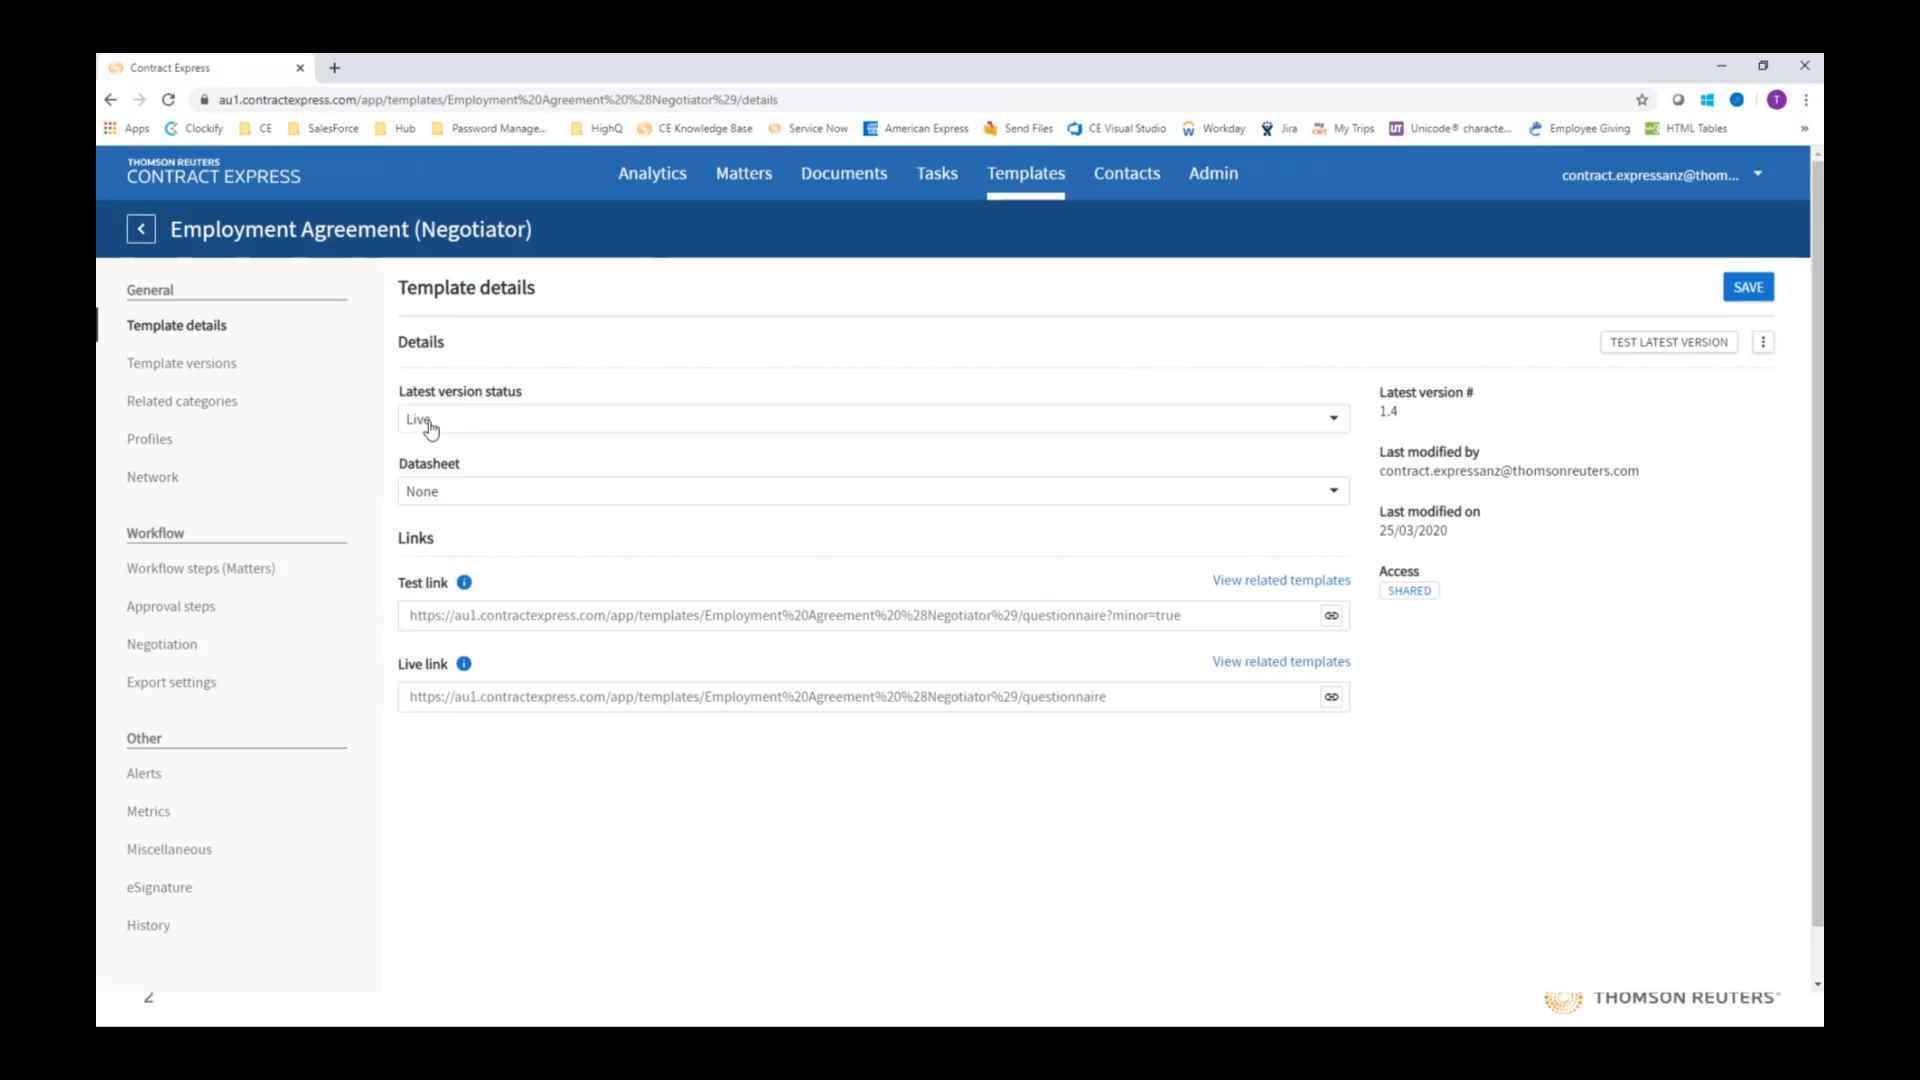 Contract Express
au1.contractexpress.com/app/templates/Employment%20Agreement%20%28Negotiator%29/details
T
Apps Clockify CE SalesForce Hub Password Manage... HighQ CE Knowledge Base Service Now American Express Send Files CE Visual Studio Workday Jira My Trips Unicode® characte... Employee Giving HTML Tables »
THOMSON REUTERS
CONTRACT EXPRESS
Analytics Matters Documents Tasks Templates Contacts Admin
contract.expressanz@thom...
Employment Agreement (Negotiator)
General
Template details
Template versions
Related categories
Profiles
Network
Workflow
Workflow steps (Matters)
Approval steps
Negotiation
Export settings
Other
Alerts
Metrics
Miscellaneous
eSignature
History
Template details
SAVE
Details
TEST LATEST VERSION
Latest version status
Live
Datasheet
None
Links
Test link
View related templates
https://au1.contractexpress.com/app/templates/Employment%20Agreement%20%28Negotiator%29/questionnaire?minor=true
Live link
View related templates
https://au1.contractexpress.com/app/templates/Employment%20Agreement%20%28Negotiator%29/questionnaire
Latest version #
1.4
Last modified by
contract.expressanz@thomsonreuters.com
Last modified on
25/03/2020
Access
SHARED
2
THOMSON REUTERS